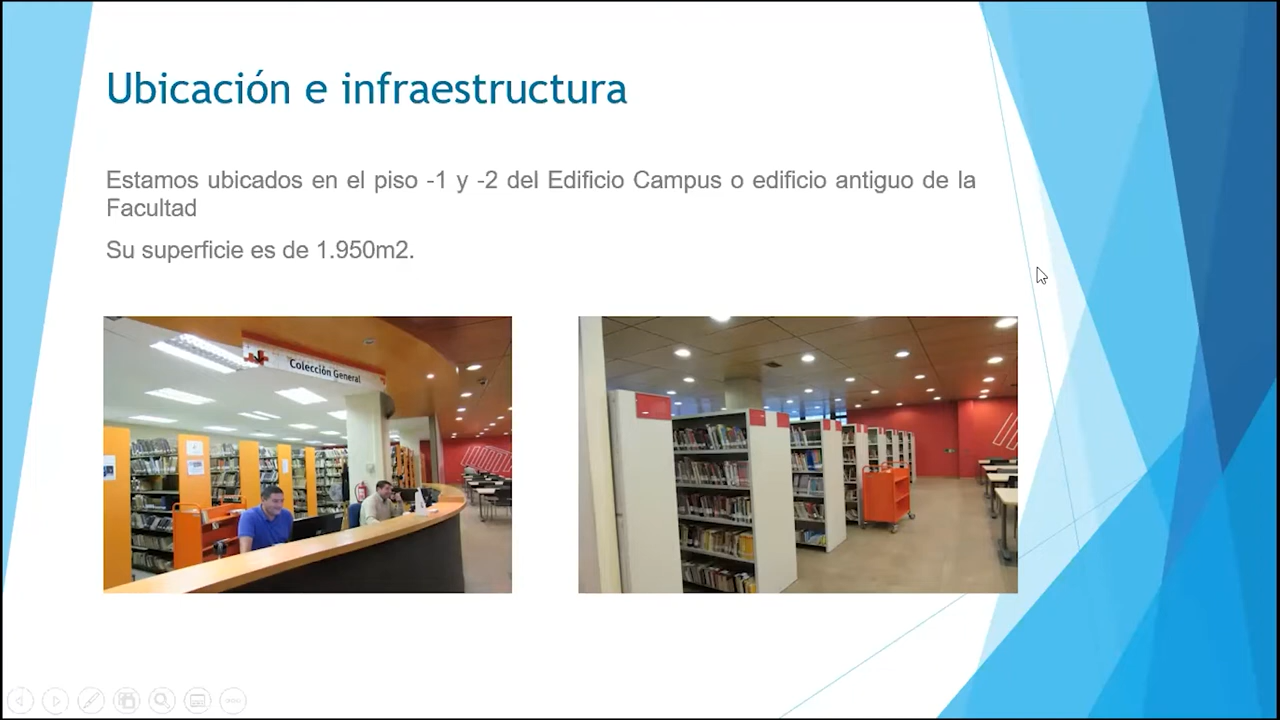 Ubicación e infraestructura
Estamos ubicados en el piso -1 y -2 del Edificio Campus o edificio antiguo de la
Facultad
Su superficie es de 1.950m2.
Colección General